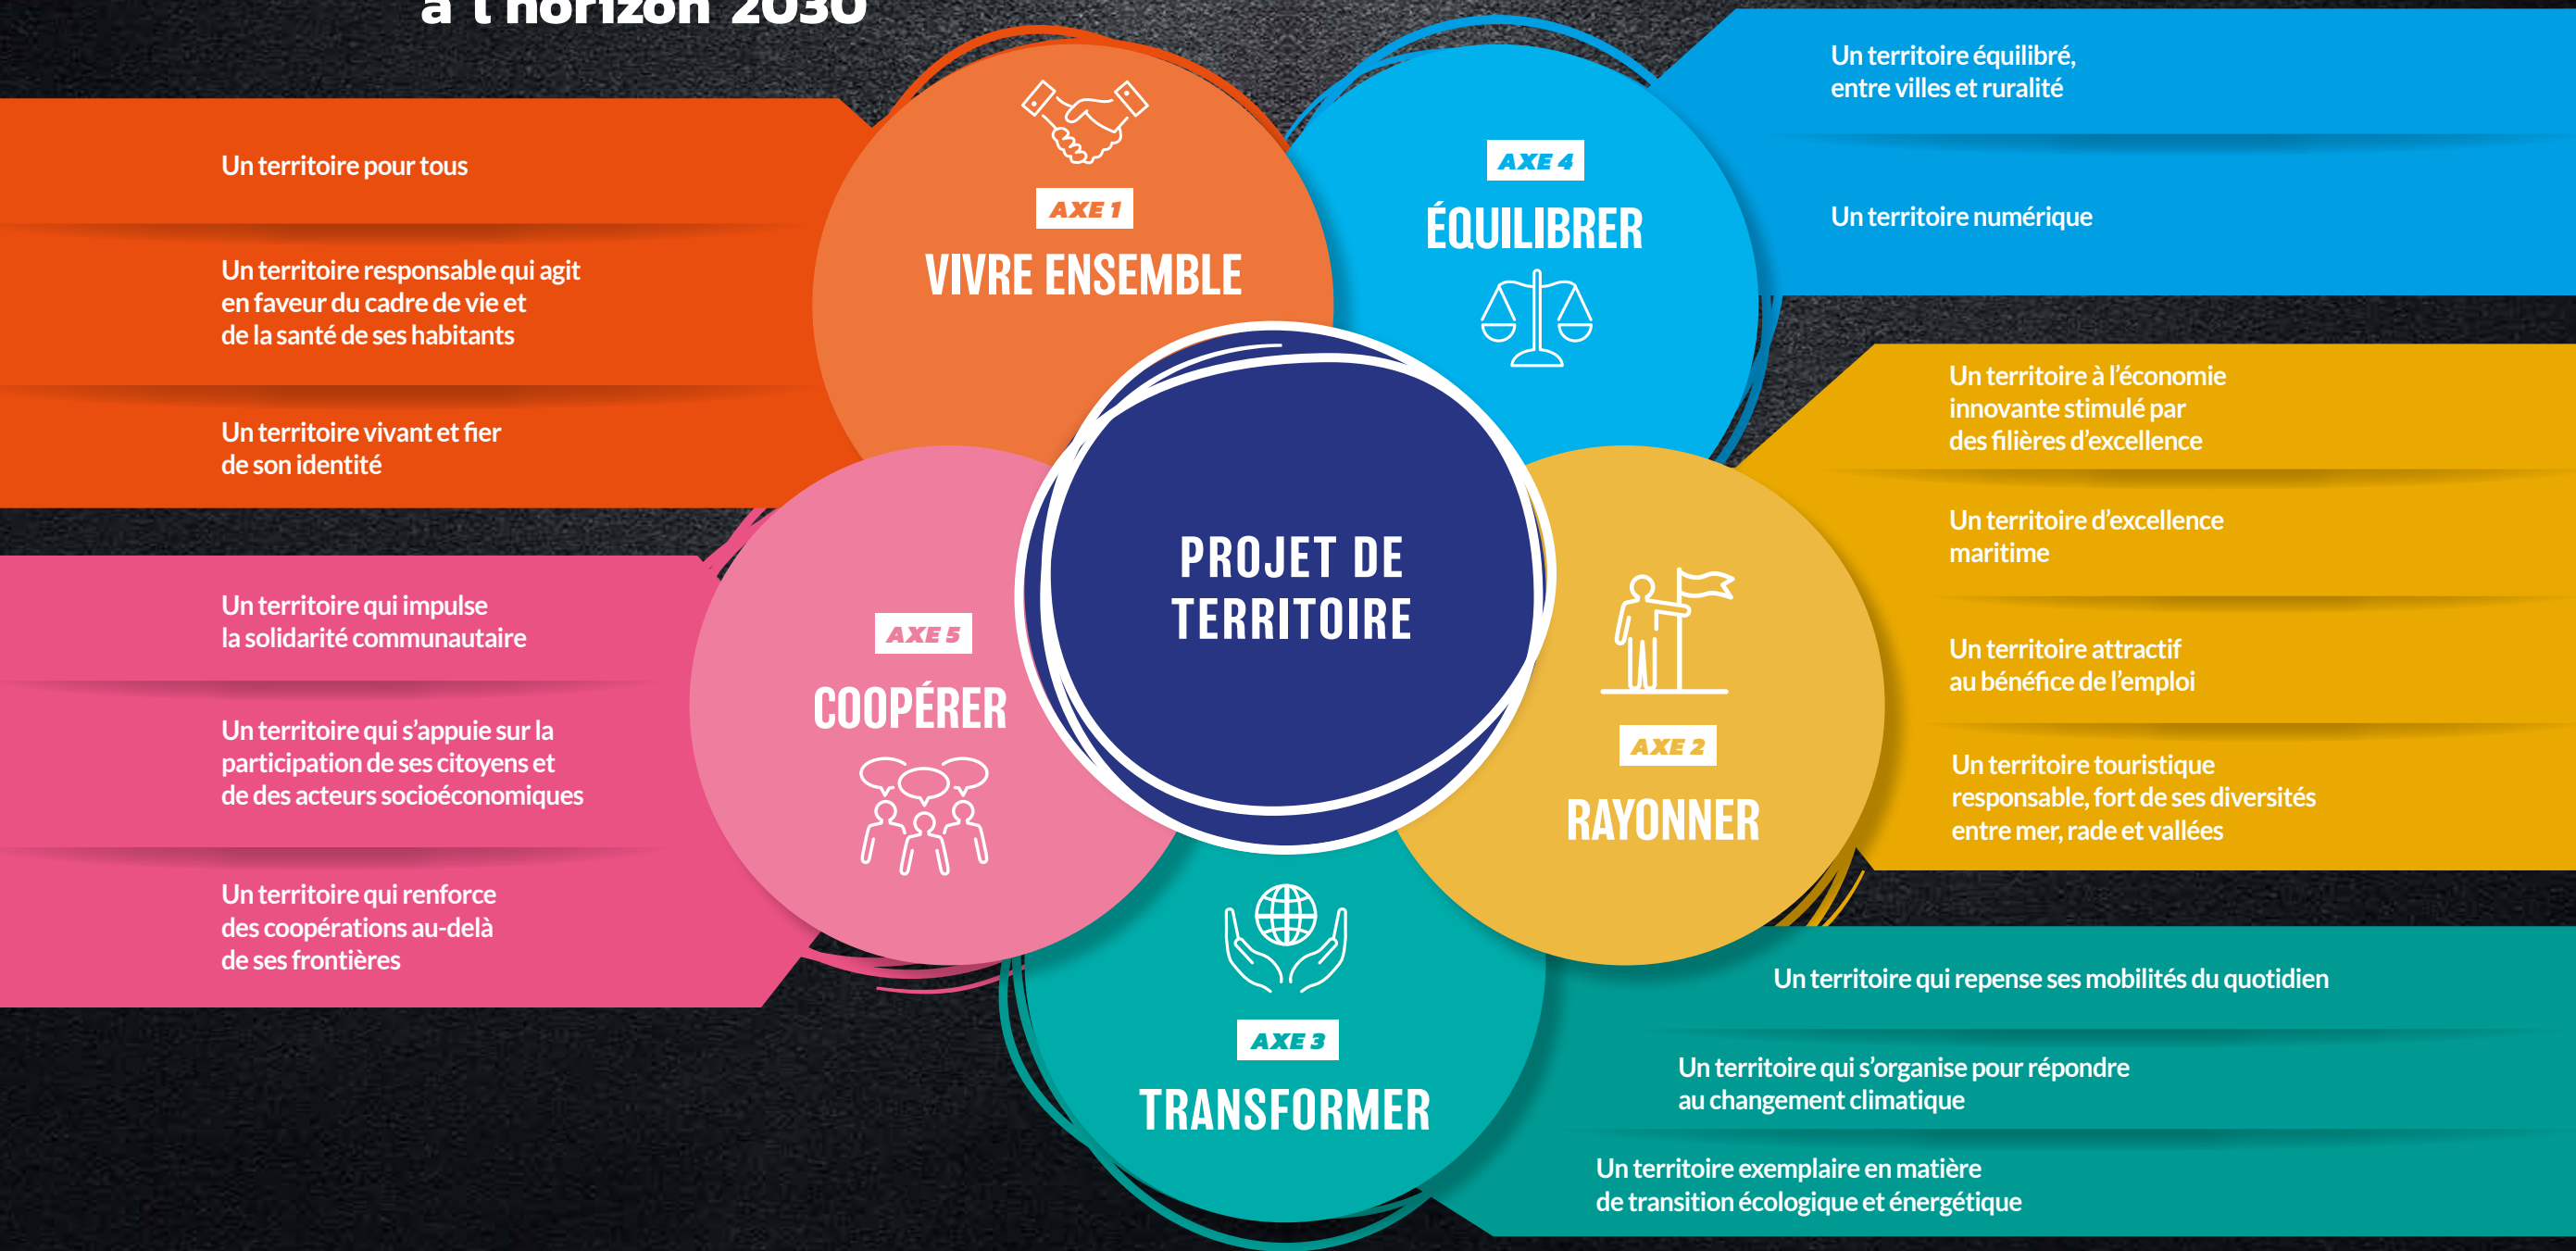 à l'horizon 2030
Un territoire pour tous
Un territoire responsable qui agit
en faveur du cadre de vie et
de la santé de ses habitants
Un territoire vivant et fier
de son identité
AXE 1
VIVRE ENSEMBLE
AXE 4
ÉQUILIBRER
Un territoire équilibré,
entre villes et ruralité
Un territoire numérique
Un territoire à l'économie
innovante stimulé par
des filières d'excellence
Un territoire d'excellence
maritime
Un territoire attractif
au bénéfice de l'emploi
Un territoire touristique
responsable, fort de ses diversités
entre mer, rade et vallées
PROJET DE
TERRITOIRE
AXE 2
RAYONNER
AXE 5
COOPÉRER
Un territoire qui impulse
la solidarité communautaire
Un territoire qui s'appuie sur la
participation de ses citoyens et
de des acteurs socioéconomiques
Un territoire qui renforce
des coopérations au-delà
de ses frontières
AXE 3
TRANSFORMER
Un territoire qui repense ses mobilités du quotidien
Un territoire qui s'organise pour répondre
au changement climatique
Un territoire exemplaire en matière
de transition écologique et énergétique